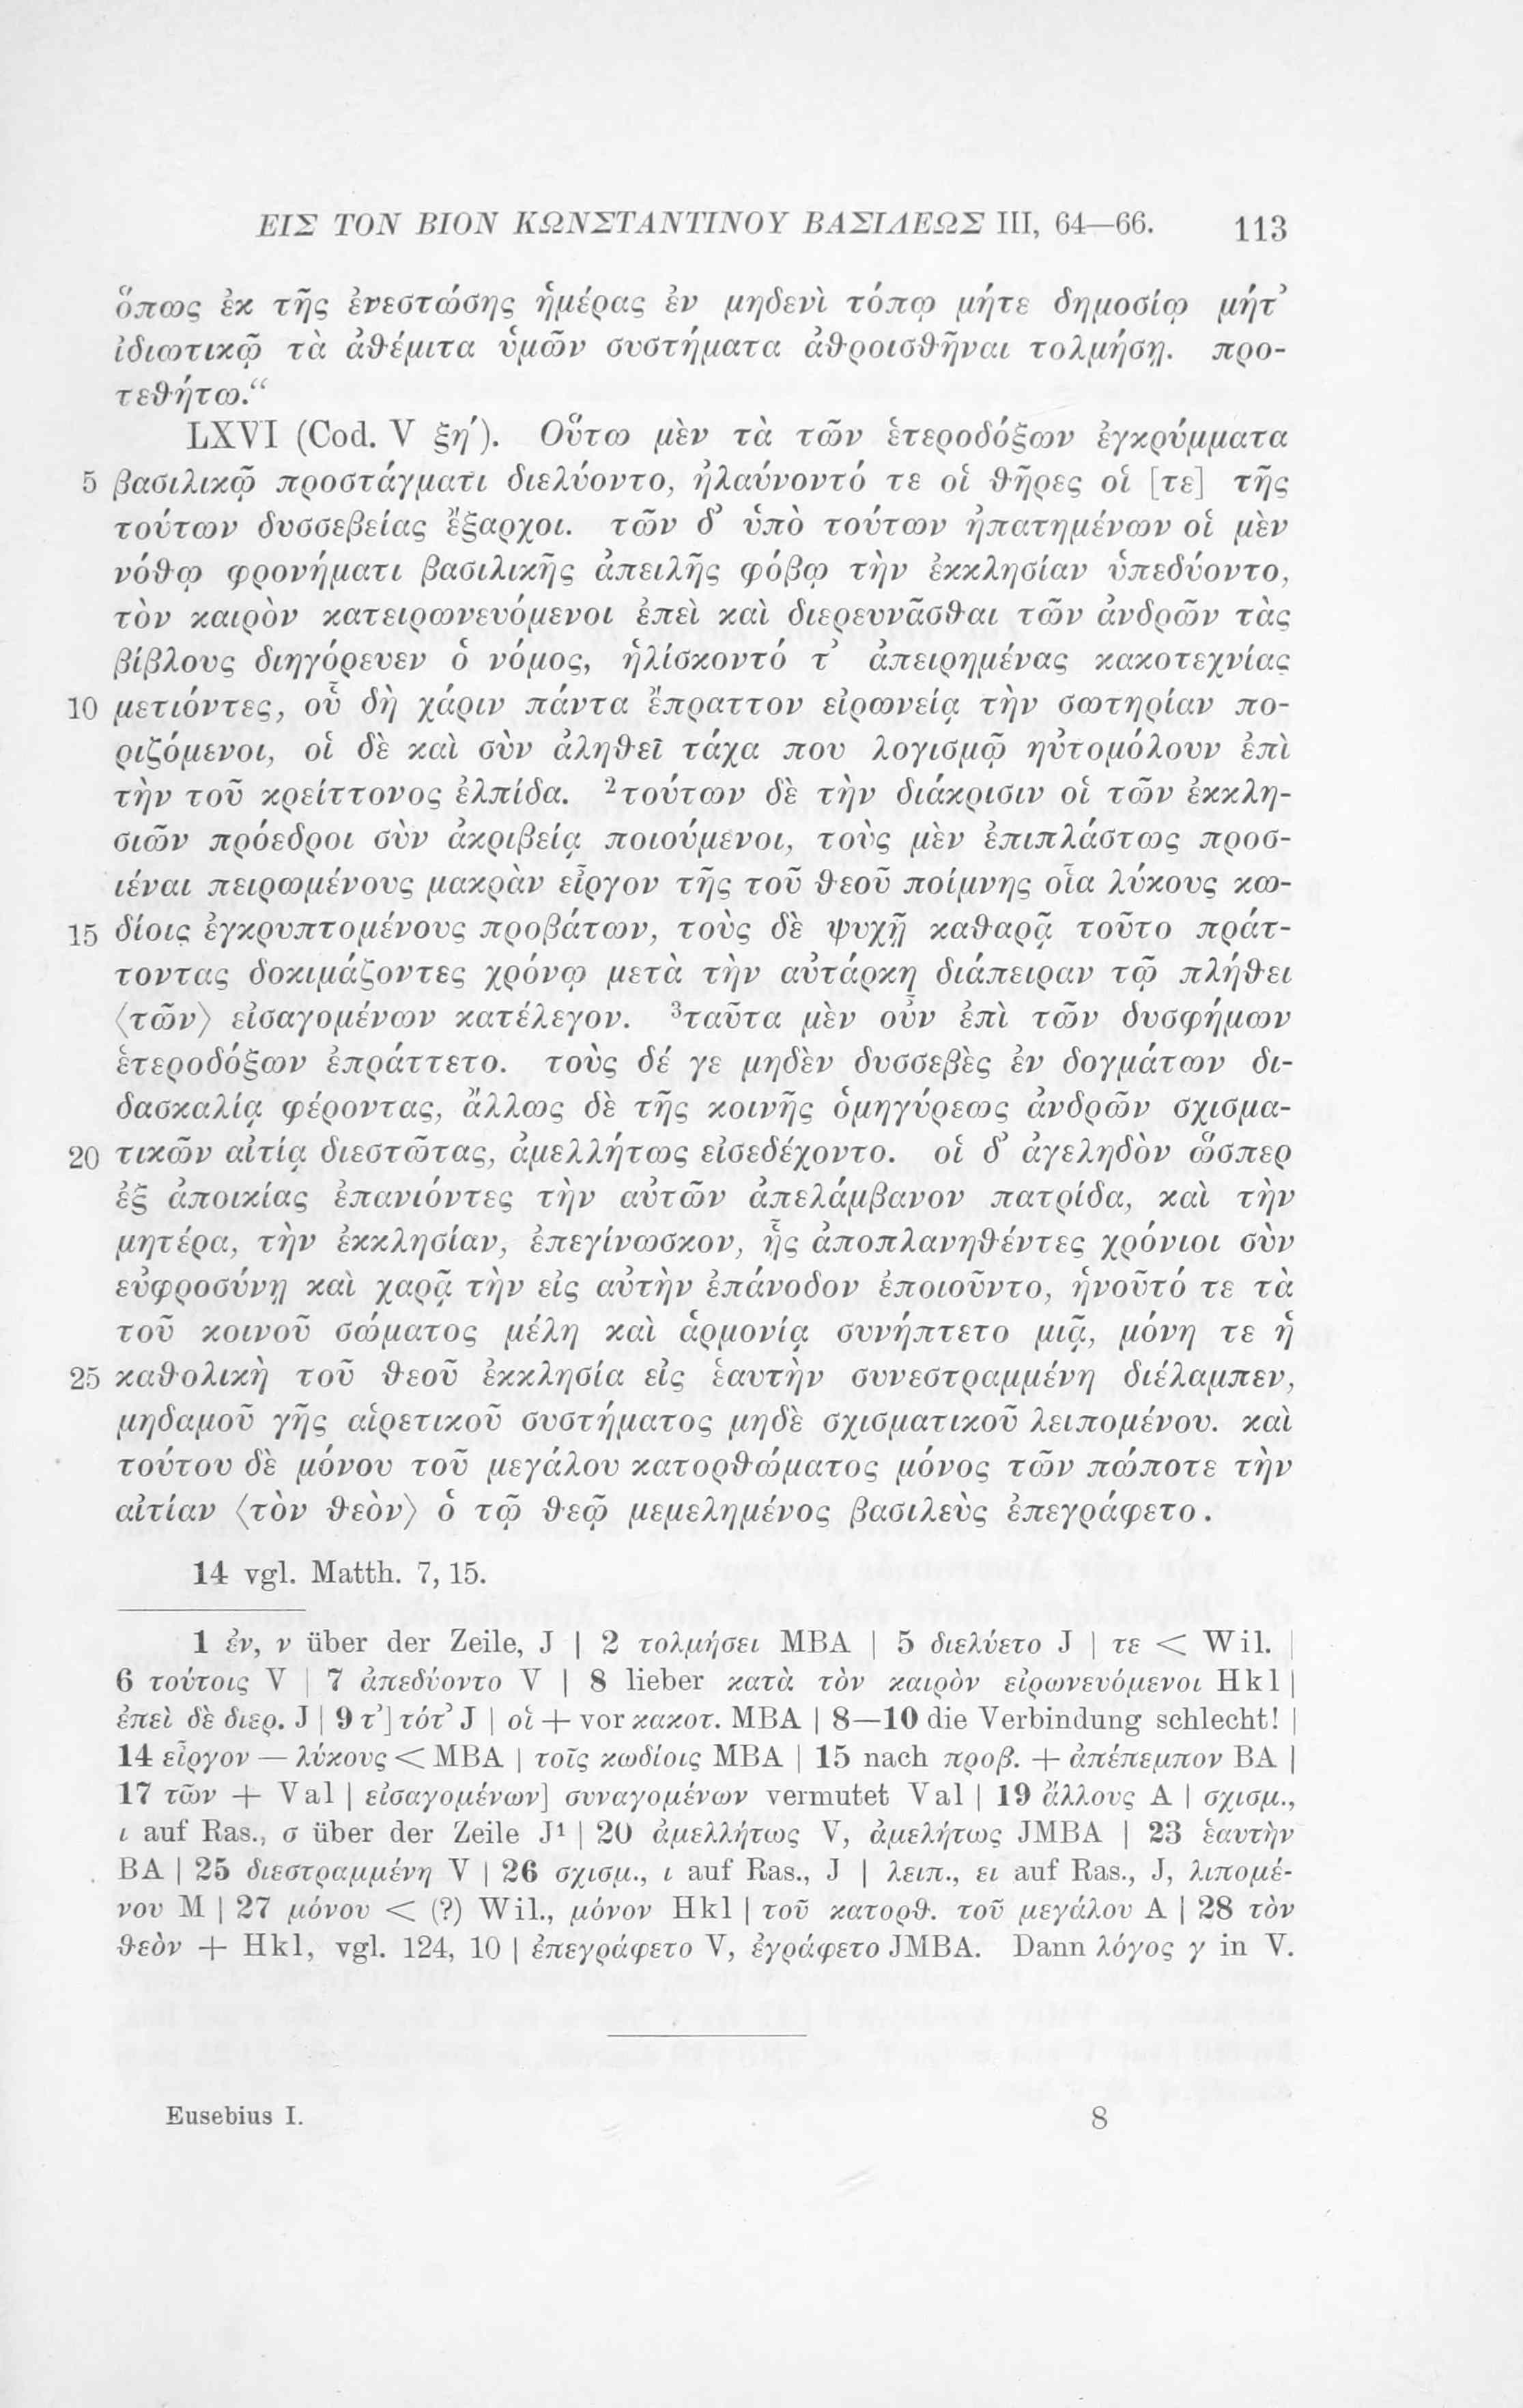 ΕΙΣ ΤΟΝ ΒΙΟΝ ΚΩΝΣΤΑΝΤΙΝΟΥ ΒΑΣΙΛΕΩΣ III, 64—66. 113
ὅπως ἐκ τῆς ἐνεστώσης ἡμέρας ἐν μηδενὶ τόπῳ μήτε δημοσίῳ μήτ’
ἰδιωτικῷ τὰ ἀθέμιτα ὑμῶν συστήματα ἀθροισθῆναι τολμήσῃ. προ-
τεθήτω.“
LXVI (Cod. V ξη′). Οὕτω μὲν τὰ τῶν ἑτεροδόξων ἐγκρύμματα
5 βασιλικῷ προστάγματι διελύοντο, ἠλαύνοντό τε οἱ θῆρες οἱ [τε] τῆς
τούτων δυσσεβείας ἔξαρχοι. τῶν δ’ ὑπὸ τούτων ἠπατημένων οἱ μὲν
νόθῳ φρονήματι βασιλικῆς ἀπειλῆς φόβῳ τὴν ἐκκλησίαν ὑπεδύοντο,
τὸν καιρὸν κατειρωνευόμενοι ἐπεὶ καὶ διερευνᾶσθαι τῶν ἀνδρῶν τὰς
βίβλους διηγόρευεν ὁ νόμος, ἡλίσκοντό τ’ ἀπειρημένας κακοτεχνίας
10 μετιόντες, οὗ δὴ χάριν πάντα ἔπραττον εἰρωνείᾳ τὴν σωτηρίαν πο-
ριζόμενοι, οἱ δὲ καὶ σὺν ἀληθεῖ τάχα που λογισμῷ ηὐτομόλουν ἐπὶ
τὴν τοῦ κρείττονος ἐλπίδα. ²τούτων δὲ τὴν διάκρισιν οἱ τῶν ἐκκλη-
σιῶν πρόεδροι σὺν ἀκριβείᾳ ποιούμενοι, τοὺς μὲν ἐπιπλάστως προσ-
ιέναι πειρωμένους μακρὰν εἶργον τῆς τοῦ θεοῦ ποίμνης οἷα λύκους κω-
15 δίοις ἐγκρυπτομένους προβάτων, τοὺς δὲ ψυχῇ καθαρᾷ τοῦτο πράτ-
τοντας δοκιμάζοντες χρόνῳ μετὰ τὴν αὐτάρκη διάπειραν τῷ πλήθει
⟨τῶν⟩ εἰσαγομένων κατέλεγον. ³ταῦτα μὲν οὖν ἐπὶ τῶν δυσφήμων
ἑτεροδόξων ἐπράττετο. τοὺς δέ γε μηδὲν δυσσεβὲς ἐν δογμάτων δι-
δασκαλίᾳ φέροντας, ἄλλως δὲ τῆς κοινῆς ὁμηγύρεως ἀνδρῶν σχισμα-
20 τικῶν αἰτίᾳ διεστῶτας, ἀμελλήτως εἰσεδέχοντο. οἱ δ’ ἀγεληδὸν ὥσπερ
ἐξ ἀποικίας ἐπανιόντες τὴν αὐτῶν ἀπελάμβανον πατρίδα, καὶ τὴν
μητέρα, τὴν ἐκκλησίαν, ἐπεγίνωσκον, ἧς ἀποπλανηθέντες χρόνιοι σὺν
εὐφροσύνῃ καὶ χαρᾷ τὴν εἰς αὐτὴν ἐπάνοδον ἐποιοῦντο, ἡνοῦτό τε τὰ
τοῦ κοινοῦ σώματος μέλη καὶ ἁρμονίᾳ συνήπτετο μιᾷ, μόνη τε ἡ
25 καθολικὴ τοῦ θεοῦ ἐκκλησία εἰς ἑαυτὴν συνεστραμμένη διέλαμπεν,
μηδαμοῦ γῆς αἱρετικοῦ συστήματος μηδὲ σχισματικοῦ λειπομένου. καὶ
τούτου δὲ μόνου τοῦ μεγάλου κατορθώματος μόνος τῶν πώποτε τὴν
αἰτίαν ⟨τὸν θεὸν⟩ ὁ τῷ θεῷ μεμελημένος βασιλεὺς ἐπεγράφετο.
14 vgl. Matth. 7, 15.
1 ἐν, ν über der Zeile, J | 2 τολμήσει MBA | 5 διελύετο J | τε < Wil. |
6 τούτοις V | 7 ἀπεδύοντο V | 8 lieber κατὰ τὸν καιρὸν εἰρωνευόμενοι Hkl |
ἐπεὶ δὲ διερ. J | 9 τ’] τότ’ J | οἱ + vor κακοτ. MBA | 8—10 die Verbindung schlecht! |
14 εἶργον — λύκους < MBA | τοῖς κωδίοις MBA | 15 nach προβ. + ἀπέπεμπον BA |
17 τῶν + Val | εἰσαγομένων] συναγομένων vermutet Val | 19 ἄλλους A | σχισμ.,
ι auf Ras., σ über der Zeile J¹ | 20 ἀμελλήτως V, ἀμελήτως JMBA | 23 ἑαυτὴν
BA | 25 διεστραμμένη V | 26 σχισμ., ι auf Ras., J | λειπ., ει auf Ras., J, λιπομέ-
νου M | 27 μόνου < (?) Wil., μόνον Hkl | τοῦ κατορθ. τοῦ μεγάλου A | 28 τὸν
θεὸν + Hkl, vgl. 124, 10 | ἐπεγράφετο V, ἐγράφετο JMBA. Dann λόγος γ in V.
Eusebius I. 8